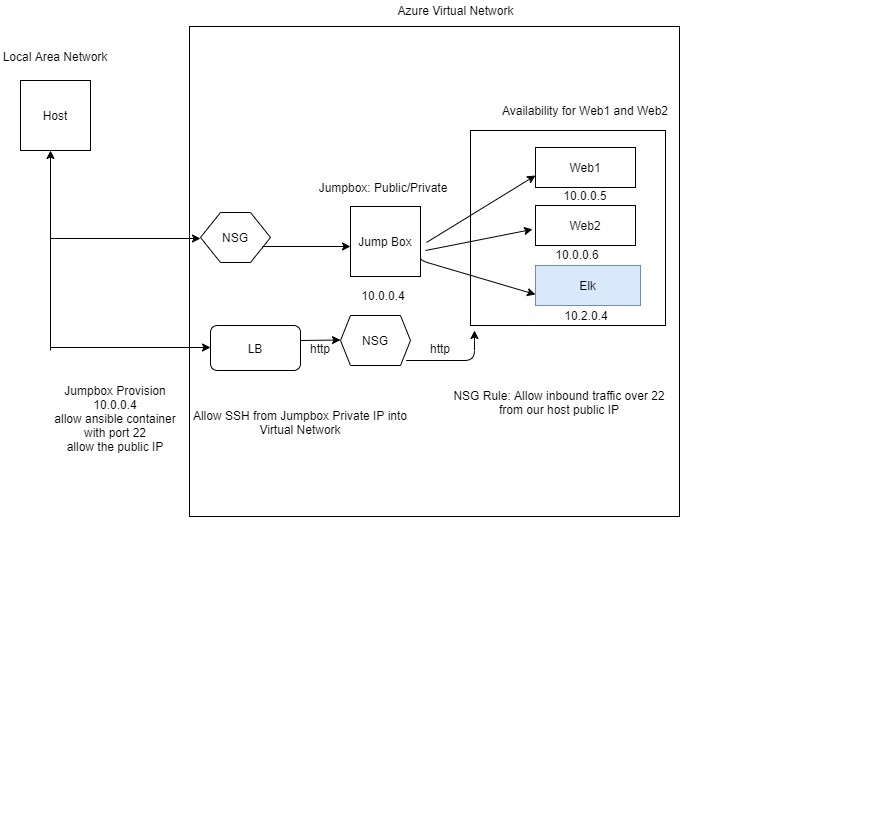 Azure Virtual Network
Local Area Network
Host
Availability for Web1 and Web2
Web1
10.0.0.5
Jumpbox: Public/Private
Web2
NSG
Jump Box
10.0.0.6
Elk
10.0.0.4
10.2.0.4
LB
http
NSG
http
Jumpbox Provision
10.0.0.4
allow ansible container
with port 22
allow the public IP
Allow SSH from Jumpbox Private IP into
Virtual Network
NSG Rule: Allow inbound traffic over 22
from our host public IP